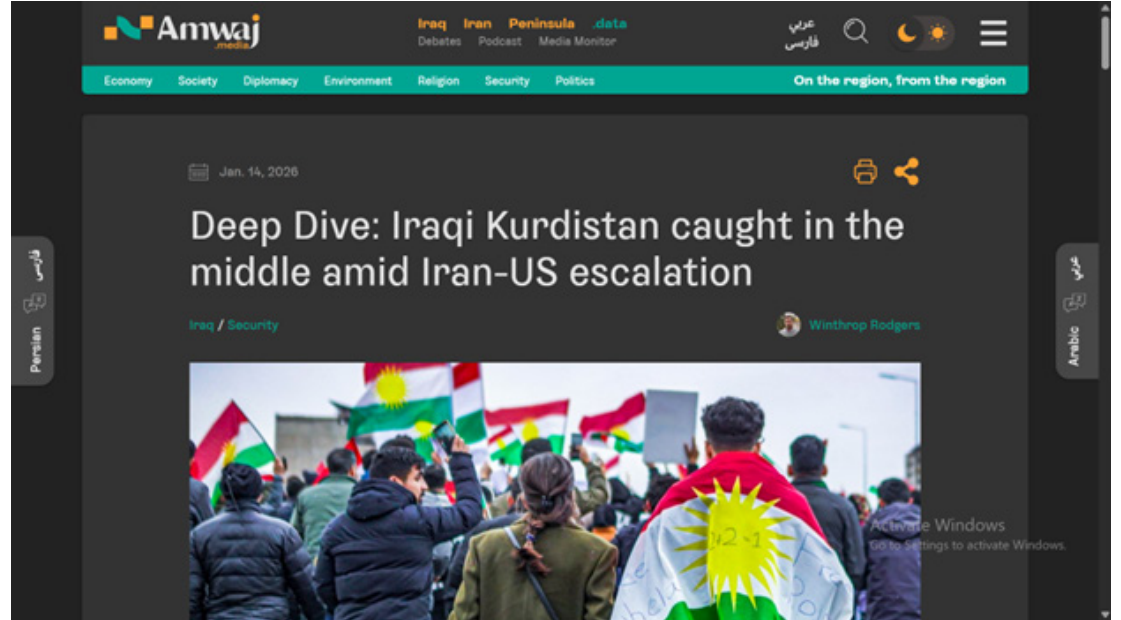 Amwaj
.media
Iraq Iran Peninsula .data
Debates Podcast Media Monitor
عربي
فارسی
Economy Society Diplomacy Environment Religion Security Politics
On the region, from the region
Jan. 14, 2026
Deep Dive: Iraqi Kurdistan caught in the
middle amid Iran-US escalation
Iraq / Security
Winthrop Rodgers
فارسی
Persian
عربي
Arabic
42-1
Activate Windows
Go to Settings to activate Windows.